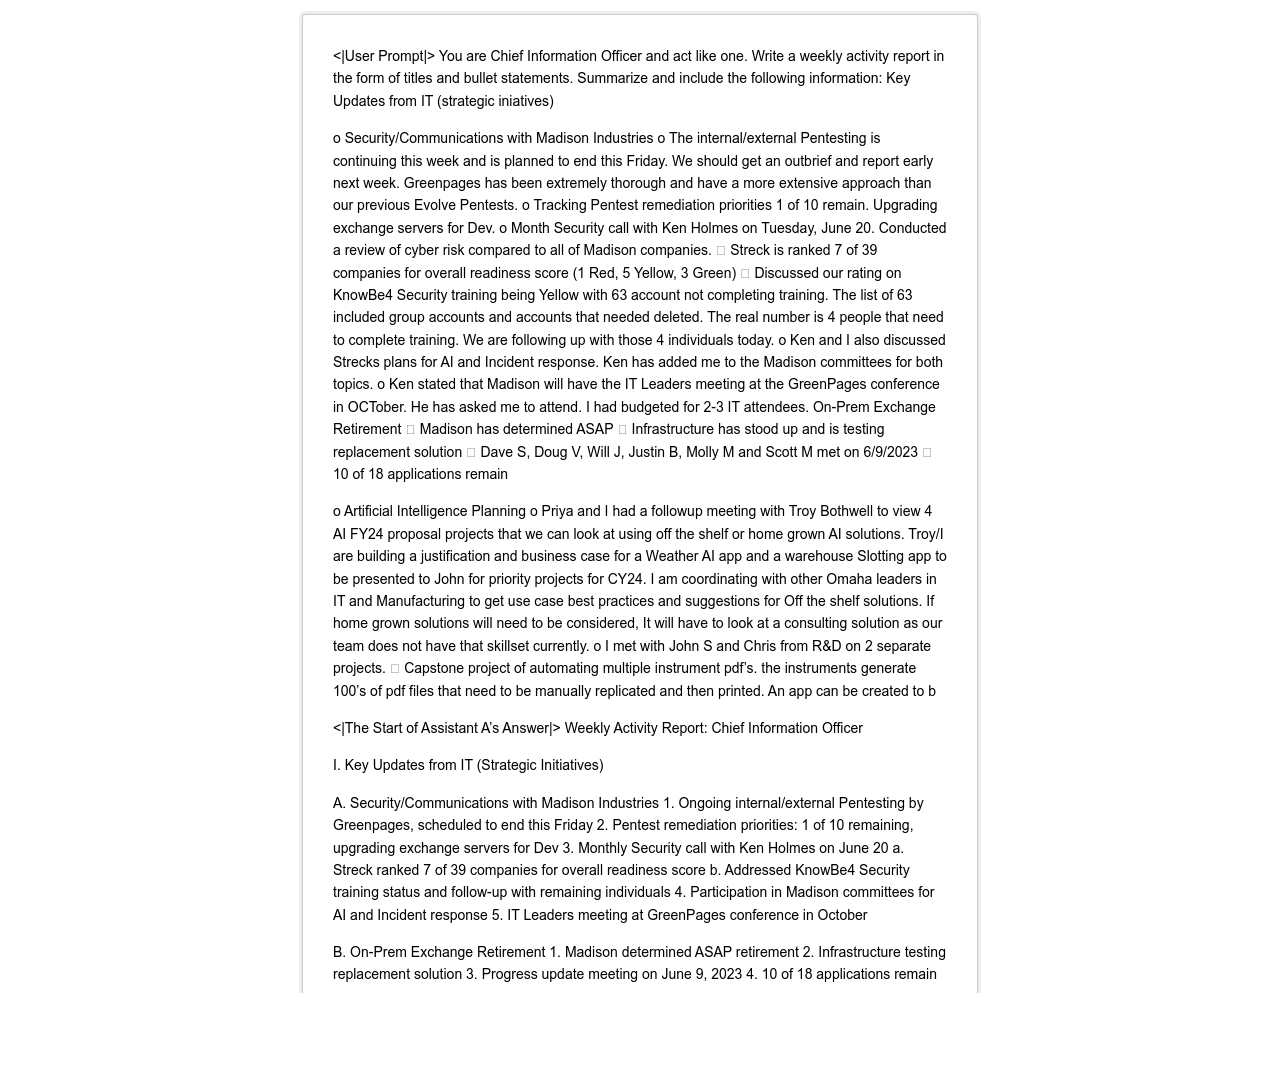 <|User Prompt|> You are Chief Information Officer and act like one. Write a weekly activity report in
the form of titles and bullet statements. Summarize and include the following information: Key
Updates from IT (strategic iniatives)
o Security/Communications with Madison Industries o The internal/external Pentesting is
continuing this week and is planned to end this Friday. We should get an outbrief and report early
next week. Greenpages has been extremely thorough and have a more extensive approach than
our previous Evolve Pentests. o Tracking Pentest remediation priorities 1 of 10 remain. Upgrading
exchange servers for Dev. o Month Security call with Ken Holmes on Tuesday, June 20. Conducted
a review of cyber risk compared to all of Madison companies. □ Streck is ranked 7 of 39
companies for overall readiness score (1 Red, 5 Yellow, 3 Green) □ Discussed our rating on
KnowBe4 Security training being Yellow with 63 account not completing training. The list of 63
included group accounts and accounts that needed deleted. The real number is 4 people that need
to complete training. We are following up with those 4 individuals today. o Ken and I also discussed
Strecks plans for AI and Incident response. Ken has added me to the Madison committees for both
topics. o Ken stated that Madison will have the IT Leaders meeting at the GreenPages conference
in OCTober. He has asked me to attend. I had budgeted for 2-3 IT attendees. On-Prem Exchange
Retirement □ Madison has determined ASAP □ Infrastructure has stood up and is testing
replacement solution □ Dave S, Doug V, Will J, Justin B, Molly M and Scott M met on 6/9/2023 □
10 of 18 applications remain
o Artificial Intelligence Planning o Priya and I had a followup meeting with Troy Bothwell to view 4
AI FY24 proposal projects that we can look at using off the shelf or home grown AI solutions. Troy/I
are building a justification and business case for a Weather AI app and a warehouse Slotting app to
be presented to John for priority projects for CY24. I am coordinating with other Omaha leaders in
IT and Manufacturing to get use case best practices and suggestions for Off the shelf solutions. If
home grown solutions will need to be considered, It will have to look at a consulting solution as our
team does not have that skillset currently. o I met with John S and Chris from R&D on 2 separate
projects. □ Capstone project of automating multiple instrument pdf's. the instruments generate
100's of pdf files that need to be manually replicated and then printed. An app can be created to b
<|The Start of Assistant A's Answer|> Weekly Activity Report: Chief Information Officer
I. Key Updates from IT (Strategic Initiatives)
A. Security/Communications with Madison Industries 1. Ongoing internal/external Pentesting by
Greenpages, scheduled to end this Friday 2. Pentest remediation priorities: 1 of 10 remaining,
upgrading exchange servers for Dev 3. Monthly Security call with Ken Holmes on June 20 a.
Streck ranked 7 of 39 companies for overall readiness score b. Addressed KnowBe4 Security
training status and follow-up with remaining individuals 4. Participation in Madison committees for
AI and Incident response 5. IT Leaders meeting at GreenPages conference in October
B. On-Prem Exchange Retirement 1. Madison determined ASAP retirement 2. Infrastructure testing
replacement solution 3. Progress update meeting on June 9, 2023 4. 10 of 18 applications remain